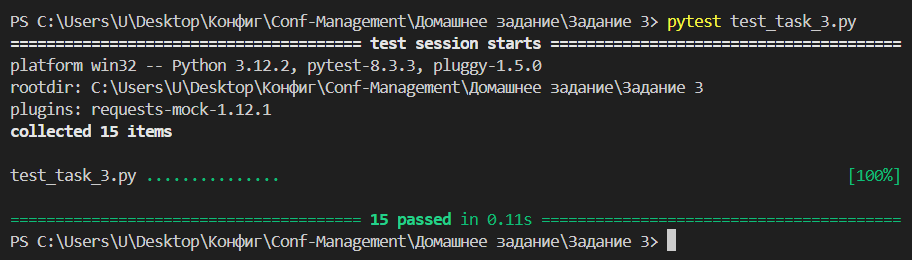 PS C:\Users\U\Desktop\Конфиг\Conf-Management\Домашнее задание\Задание 3> pytest test_task_3.py
======================================= test session starts =======================================
platform win32 -- Python 3.12.2, pytest-8.3.3, pluggy-1.5.0
rootdir: C:\Users\U\Desktop\Конфиг\Conf-Management\Домашнее задание\Задание 3
plugins: requests-mock-1.12.1
collected 15 items
test_task_3.py ............... [100%]
======================================= 15 passed in 0.11s ========================================
PS C:\Users\U\Desktop\Конфиг\Conf-Management\Домашнее задание\Задание 3>